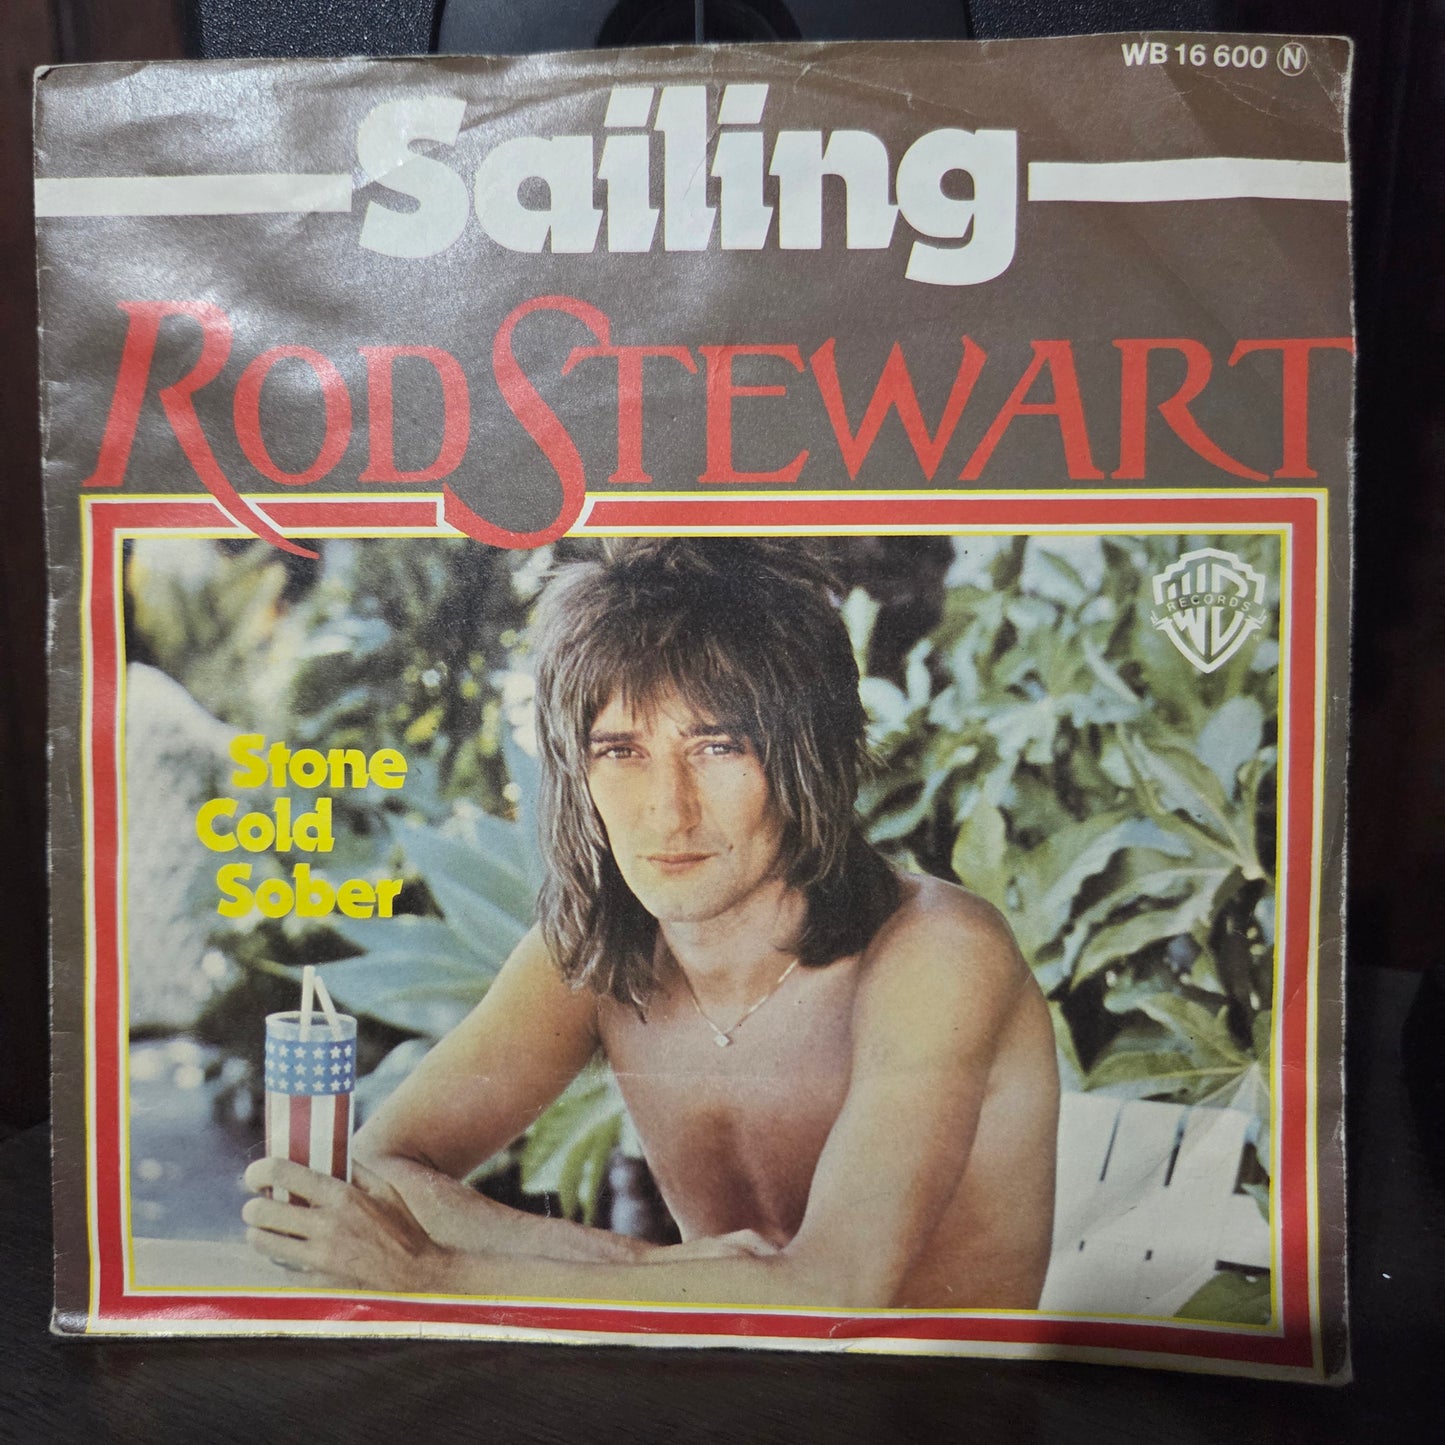 WB 16 600 N
Sailing
ROD STEWART
WB
RECORDS
Stone
Cold
Sober